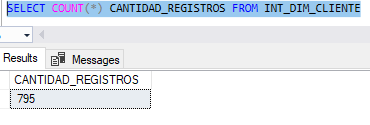 SELECT COUNT(*) CANTIDAD_REGISTROS FROM INT_DIM_CLIENTE
Results Messages
CANTIDAD_REGISTROS
795